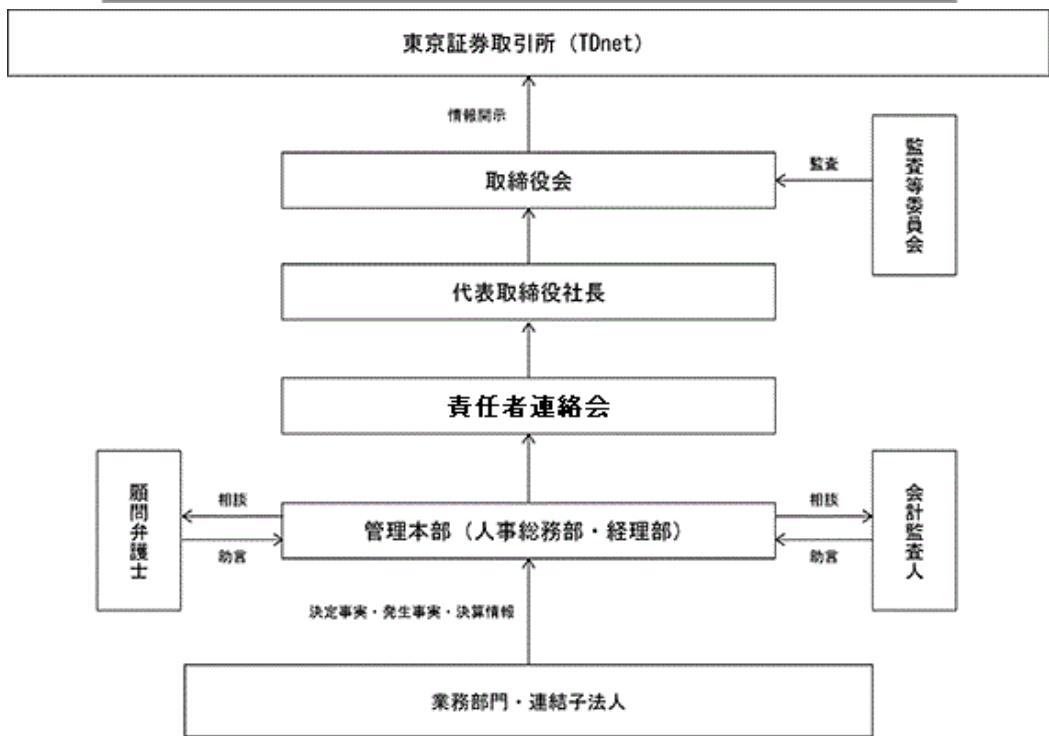 東京証券取引所（TDnet）
情報開示
取締役会
監査
監査等委員会
代表取締役社長
責任者連絡会
顧問弁護士
相談
助言
管理本部（人事総務部・経理部）
相談
助言
会計監査人
決定事実・発生事実・決算情報
業務部門・連結子法人